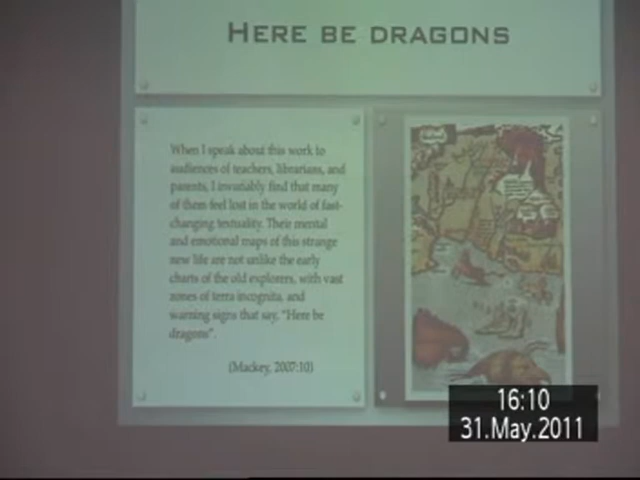 HERE BE DRAGONS
When I speak about this work to
audiences of teachers, librarians, and
parents, I invariably find that many
of them feel lost in the world of fast-
changing textuality. Their mental
and emotional maps of this strange
new life are not unlike the early
charts of the old explorers, with vast
zones of terra incognita, and
warning signs that say, "Here be
dragons".
(Mackey, 2007:10)
16:10
31.May.2011